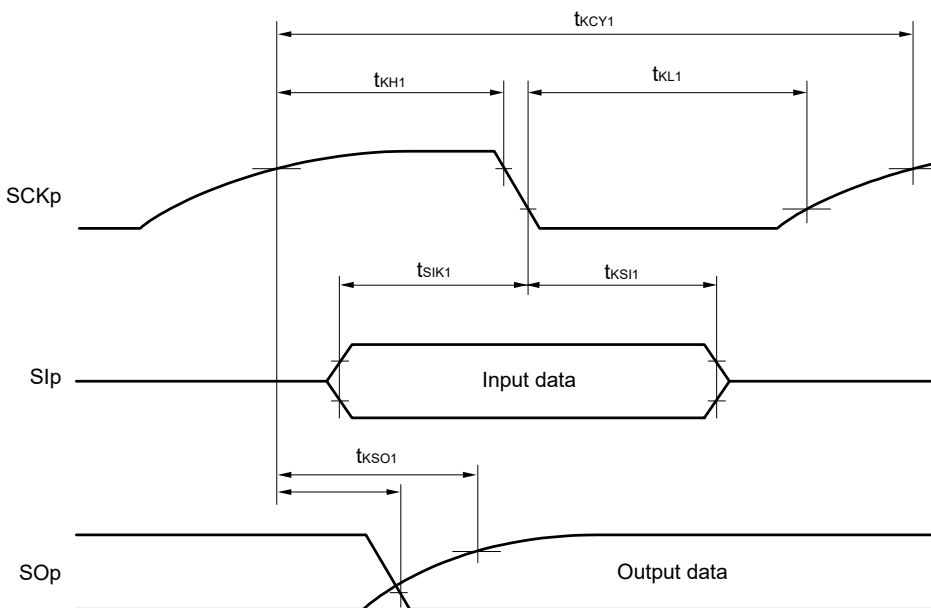 tKCY1
tKH1
tKL1
SCKp
tSIK1
tKSI1
SIp
Input data
tKSO1
SOp
Output data